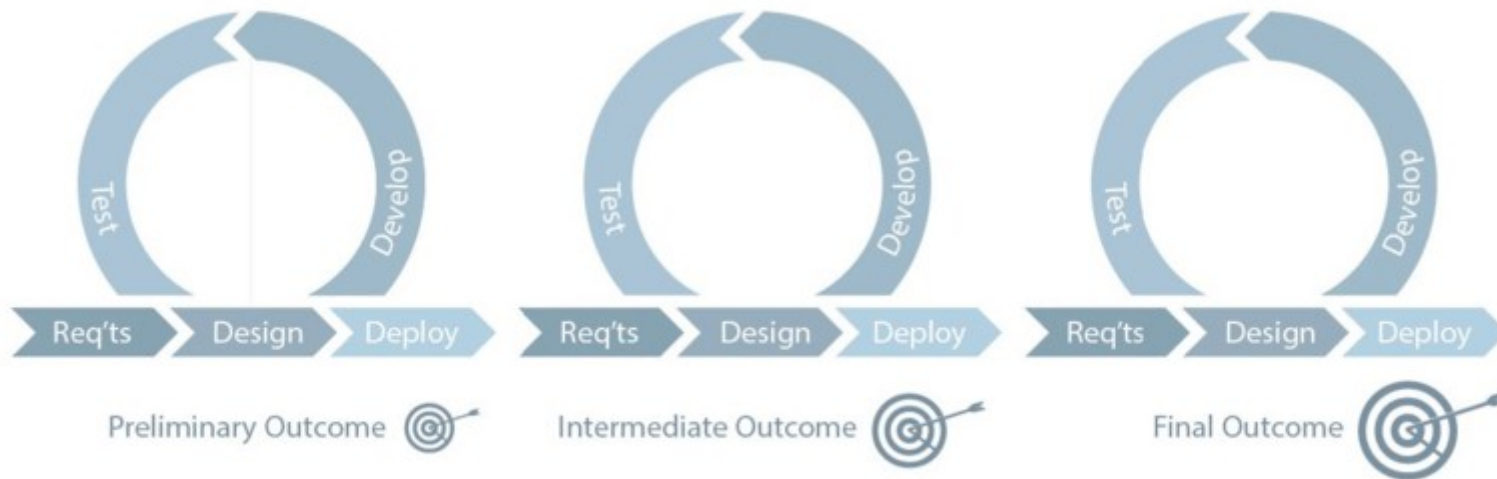 Test Develop Test Develop Test Develop
Req'ts Design Deploy Req'ts Design Deploy Req'ts Design Deploy
Preliminary Outcome Intermediate Outcome Final Outcome